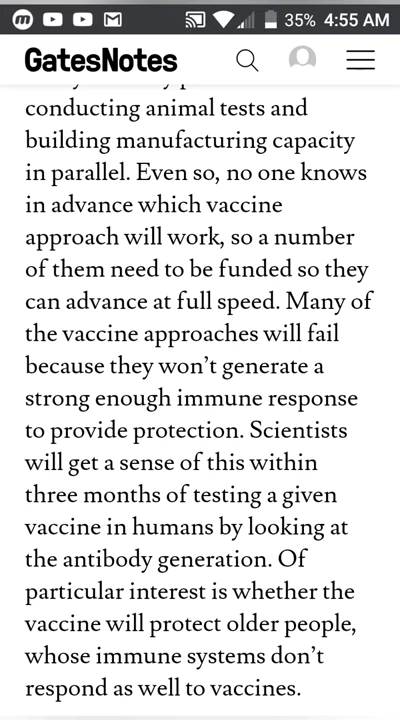 35% 4:55 AM
GatesNotes
conducting animal tests and
building manufacturing capacity
in parallel. Even so, no one knows
in advance which vaccine
approach will work, so a number
of them need to be funded so they
can advance at full speed. Many of
the vaccine approaches will fail
because they won’t generate a
strong enough immune response
to provide protection. Scientists
will get a sense of this within
three months of testing a given
vaccine in humans by looking at
the antibody generation. Of
particular interest is whether the
vaccine will protect older people,
whose immune systems don’t
respond as well to vaccines.